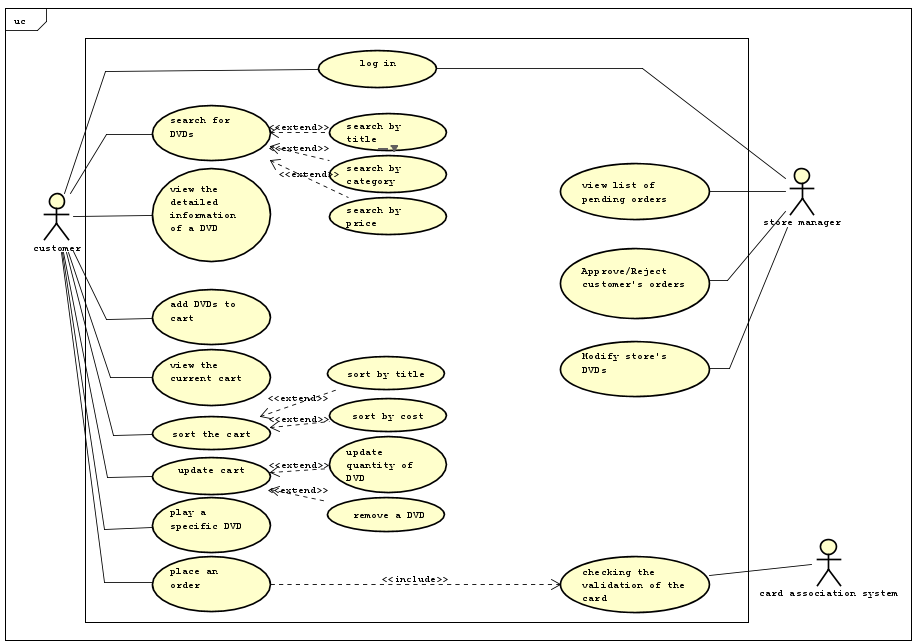 uc
log in
search for
DVDs
<<extend>>
search by
title
<<extend>>
search by
category
<<extend>>
search by
price
view the
detailed
information
of a DVD
view list of
pending orders
store manager
customer
Approve/Reject
customer's orders
add DVDs to
cart
Modify store's
DVDs
view the
current cart
sort by title
<<extend>>
sort by cost
<<extend>>
sort the cart
update
quantity of
DVD
<<extend>>
update cart
<<extend>>
remove a DVD
play a
specific DVD
place an
order
<<include>>
checking the
validation of the
card
card association system